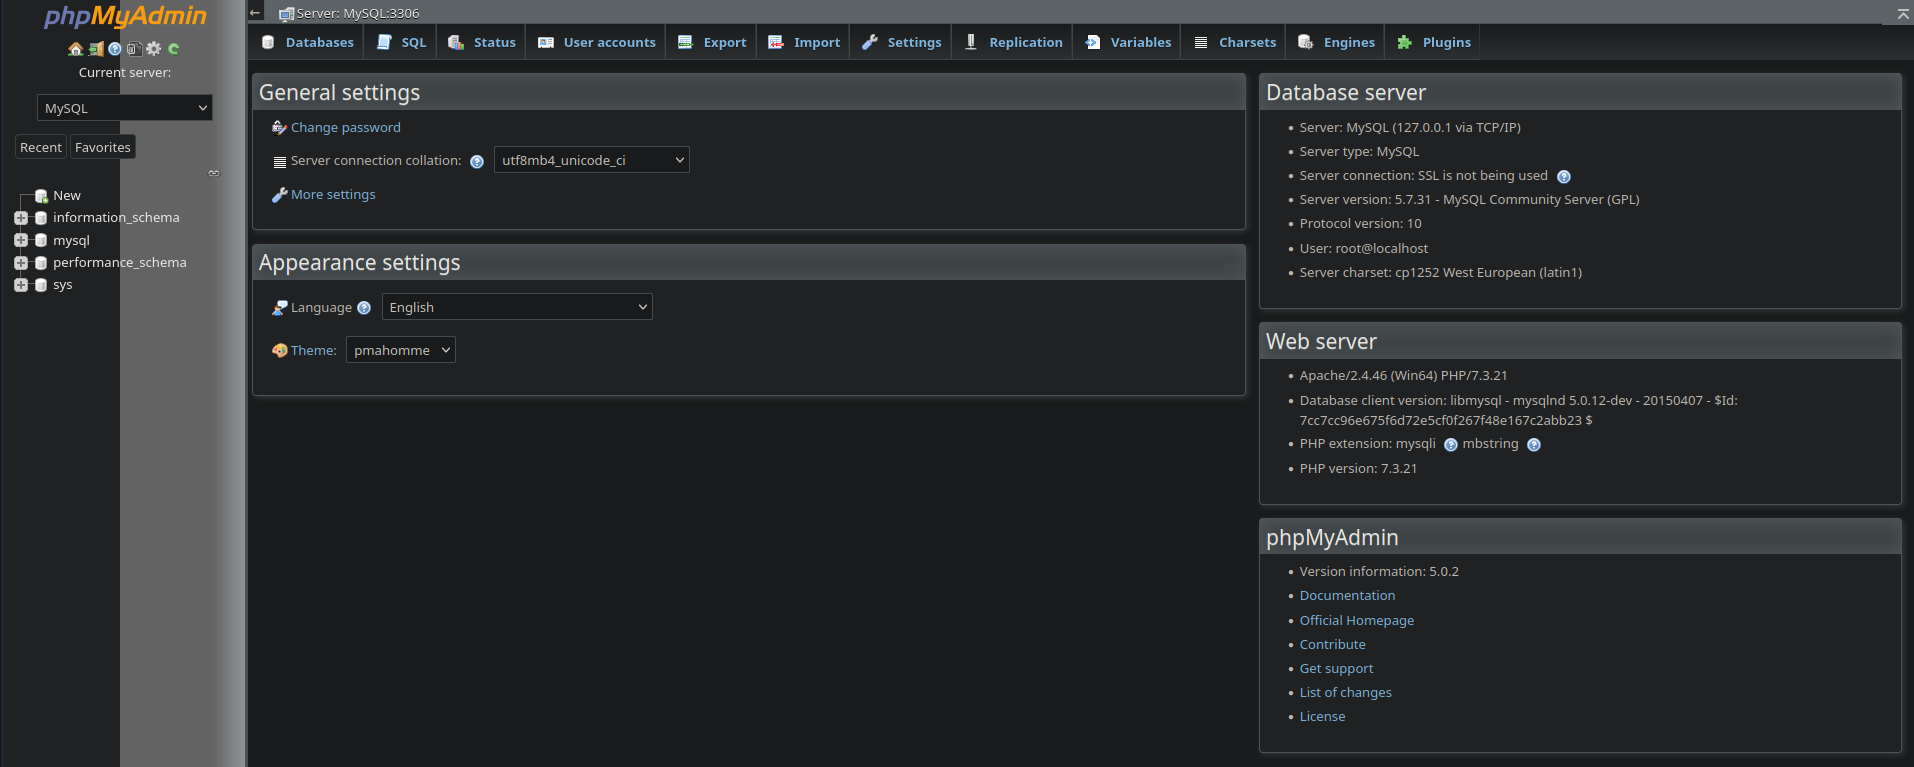 phpMyAdmin
Current server:
MySQL
Recent
Favorites
New
information_schema
mysql
performance_schema
sys
Server: MySQL:3306
Databases
SQL
Status
User accounts
Export
Import
Settings
Replication
Variables
Charsets
Engines
Plugins
General settings
Change password
Server connection collation:
utf8mb4_unicode_ci
More settings
Appearance settings
Language
English
Theme:
pmahomme
Database server
Server: MySQL (127.0.0.1 via TCP/IP)
Server type: MySQL
Server connection: SSL is not being used
Server version: 5.7.31 - MySQL Community Server (GPL)
Protocol version: 10
User: root@localhost
Server charset: cp1252 West European (latin1)
Web server
Apache/2.4.46 (Win64) PHP/7.3.21
Database client version: libmysql - mysqlnd 5.0.12-dev - 20150407 - $Id:
7cc7cc96e675f6d72e5cf0f267f48e167c2abb23 $
PHP extension: mysqli mbstring
PHP version: 7.3.21
phpMyAdmin
Version information: 5.0.2
Documentation
Official Homepage
Contribute
Get support
List of changes
License